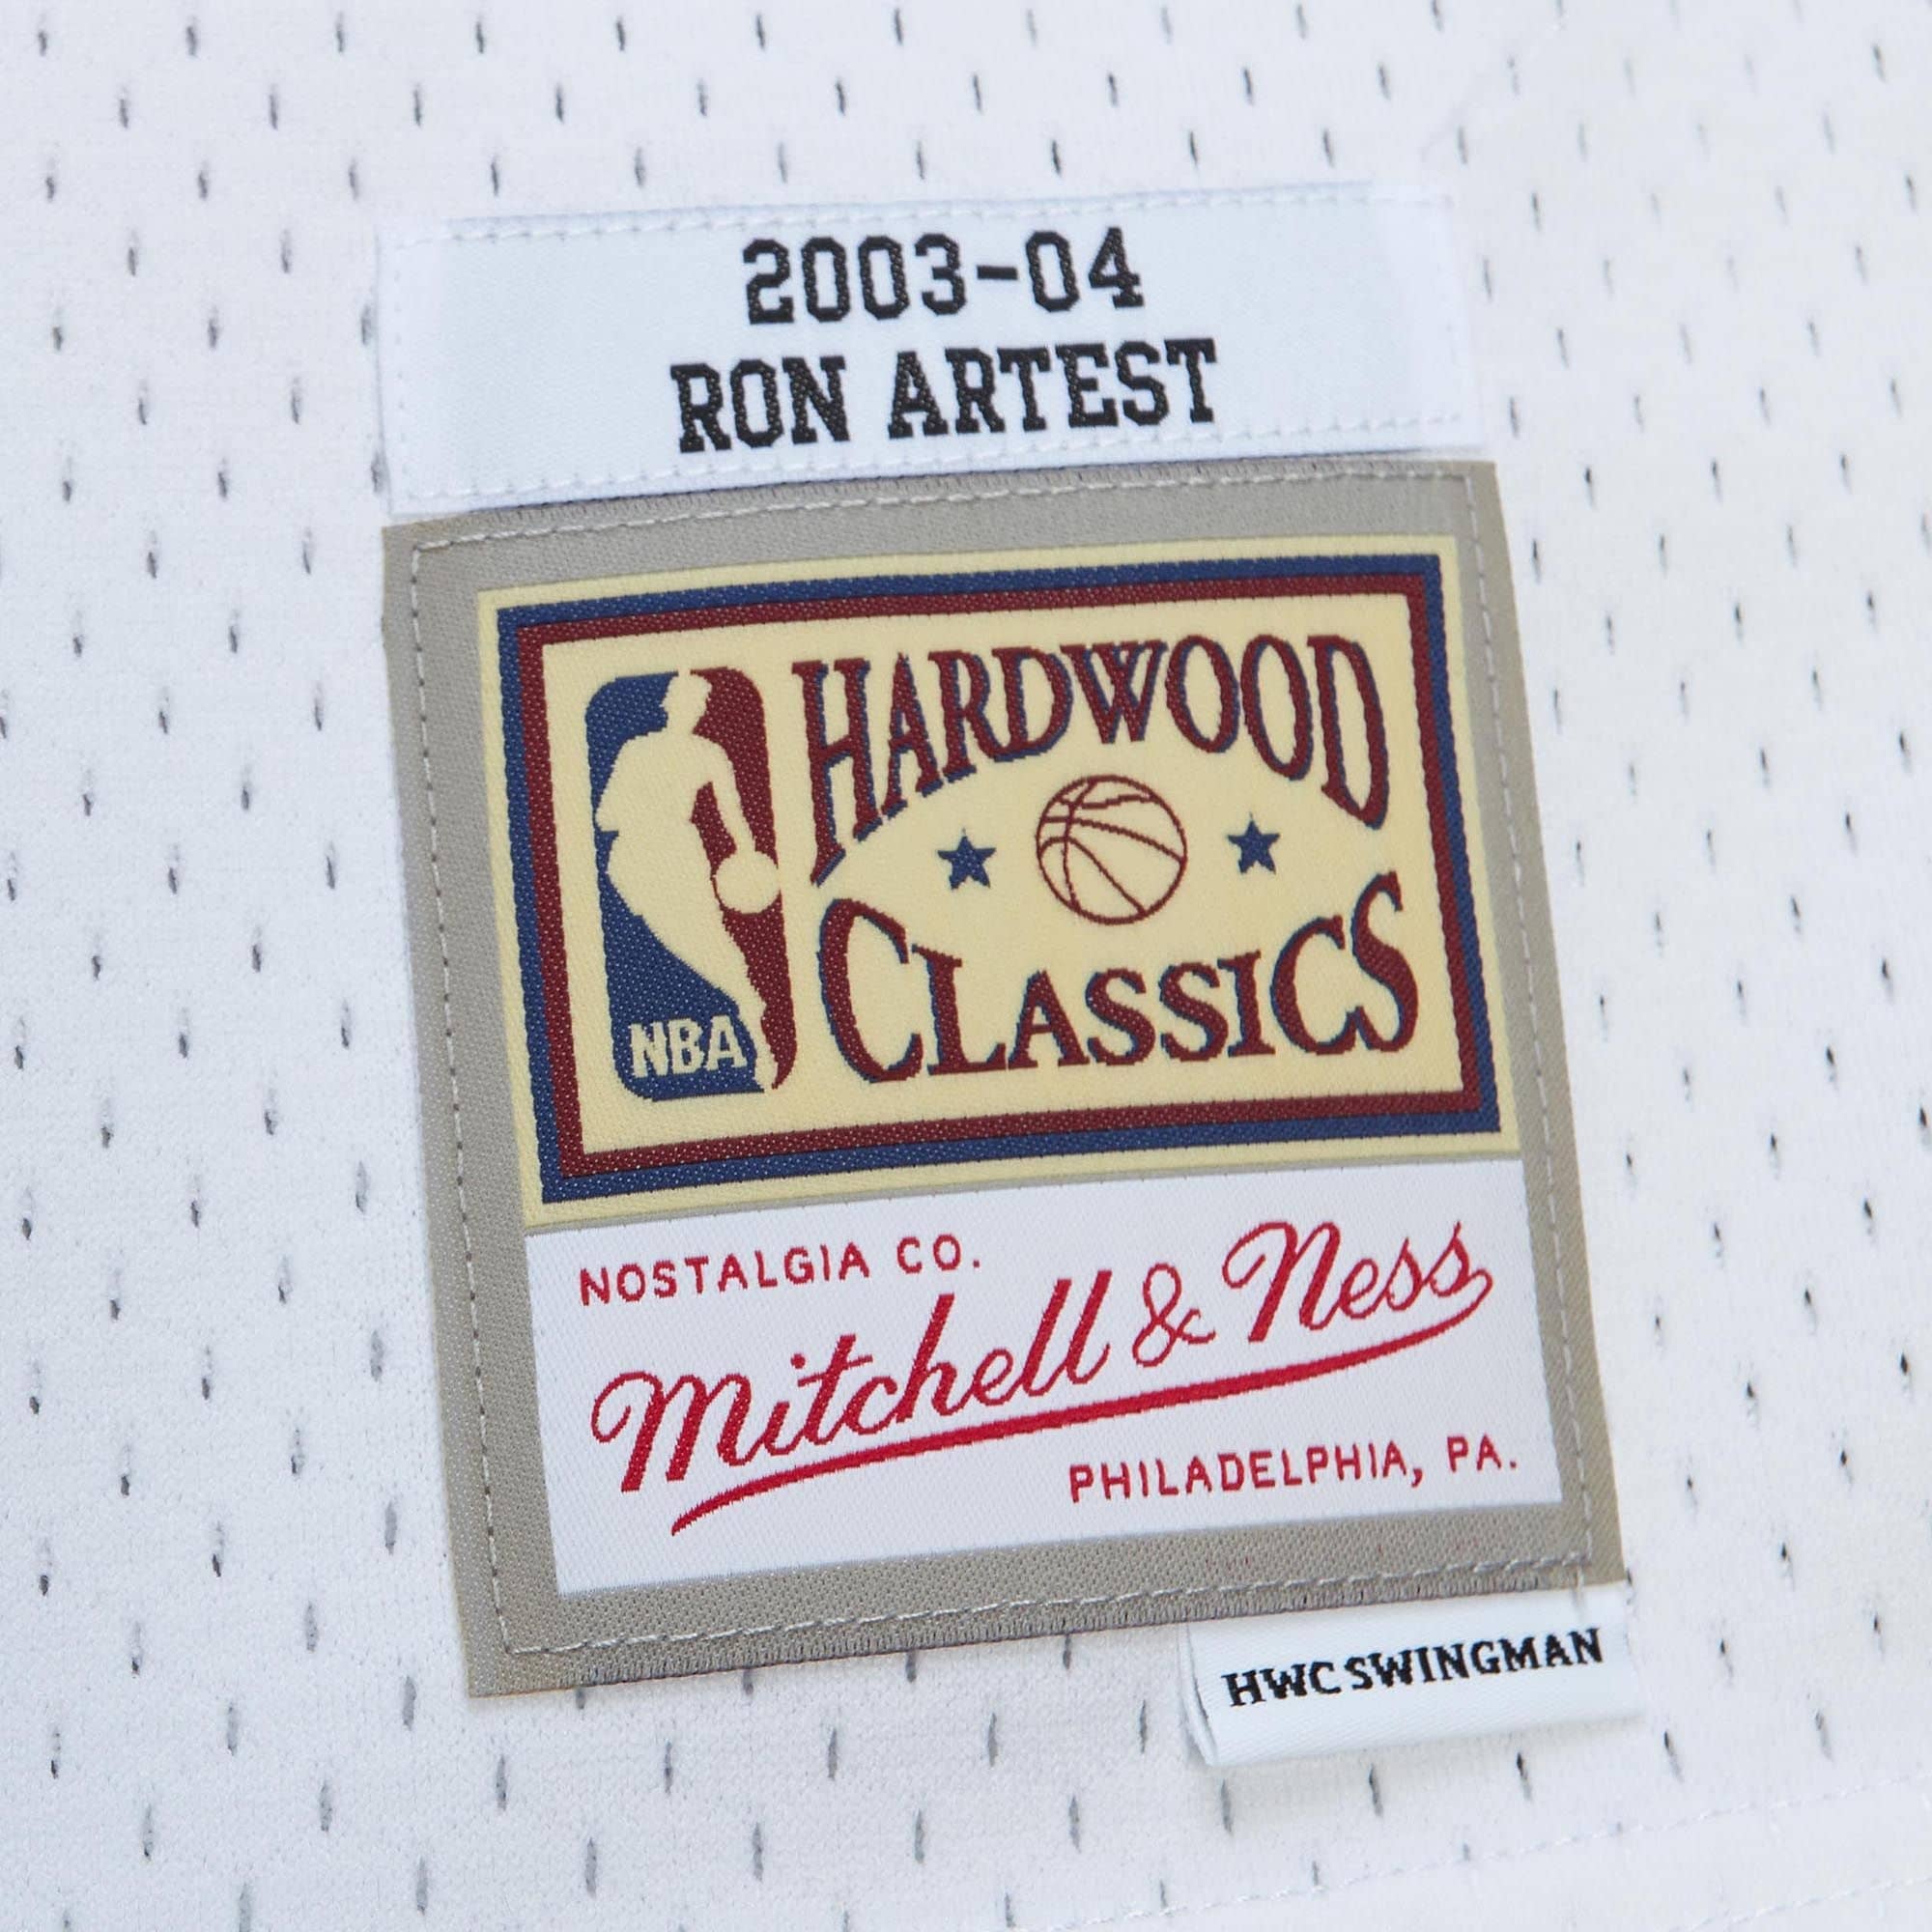 2003-04
RON ARTEST
HARDWOOD
CLASSICS
NBA
NOSTALGIA CO.
Mitchell & Ness
PHILADELPHIA, PA.
HWC SWINGMAN